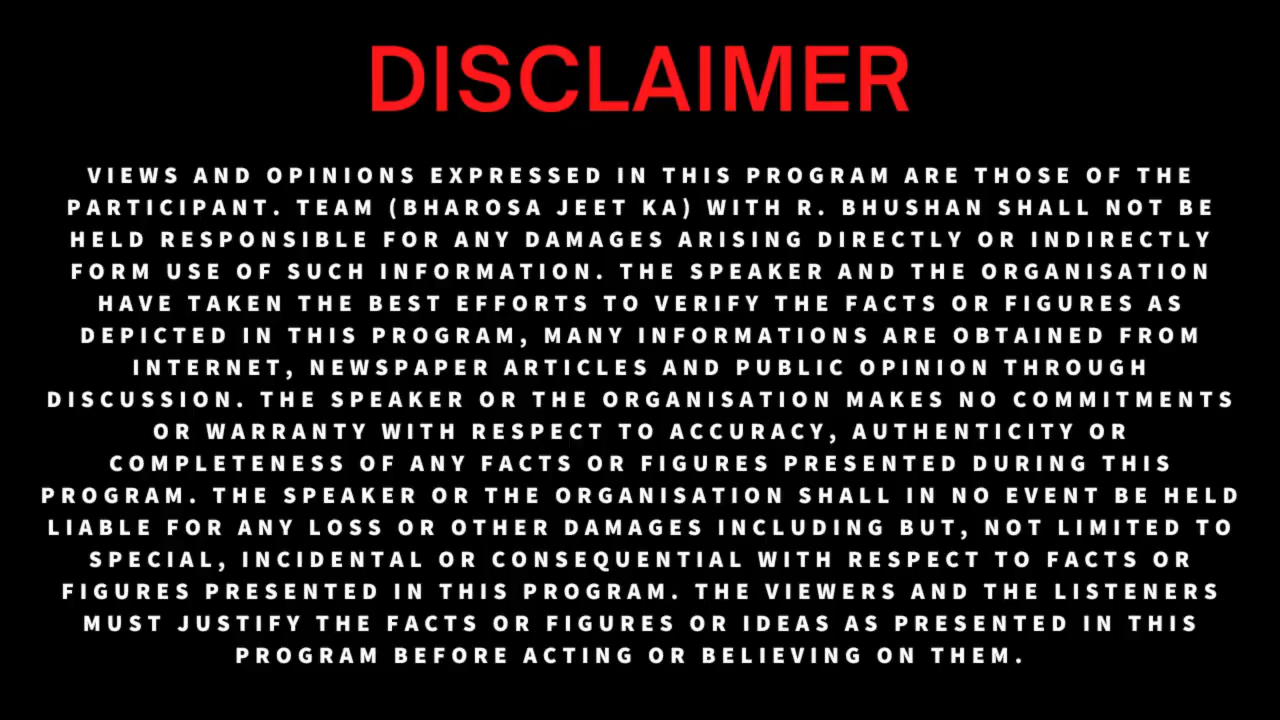 DISCLAIMER
VIEWS AND OPINIONS EXPRESSED IN THIS PROGRAM ARE THOSE OF THE
PARTICIPANT. TEAM (BHAROSA JEET KA) WITH R. BHUSHAN SHALL NOT BE
HELD RESPONSIBLE FOR ANY DAMAGES ARISING DIRECTLY OR INDIRECTLY
FORM USE OF SUCH INFORMATION. THE SPEAKER AND THE ORGANISATION
HAVE TAKEN THE BEST EFFORTS TO VERIFY THE FACTS OR FIGURES AS
DEPICTED IN THIS PROGRAM, MANY INFORMATIONS ARE OBTAINED FROM
INTERNET, NEWSPAPER ARTICLES AND PUBLIC OPINION THROUGH
DISCUSSION. THE SPEAKER OR THE ORGANISATION MAKES NO COMMITMENTS
OR WARRANTY WITH RESPECT TO ACCURACY, AUTHENTICITY OR
COMPLETENESS OF ANY FACTS OR FIGURES PRESENTED DURING THIS
PROGRAM. THE SPEAKER OR THE ORGANISATION SHALL IN NO EVENT BE HELD
LIABLE FOR ANY LOSS OR OTHER DAMAGES INCLUDING BUT, NOT LIMITED TO
SPECIAL, INCIDENTAL OR CONSEQUENTIAL WITH RESPECT TO FACTS OR
FIGURES PRESENTED IN THIS PROGRAM. THE VIEWERS AND THE LISTENERS
MUST JUSTIFY THE FACTS OR FIGURES OR IDEAS AS PRESENTED IN THIS
PROGRAM BEFORE ACTING OR BELIEVING ON THEM.